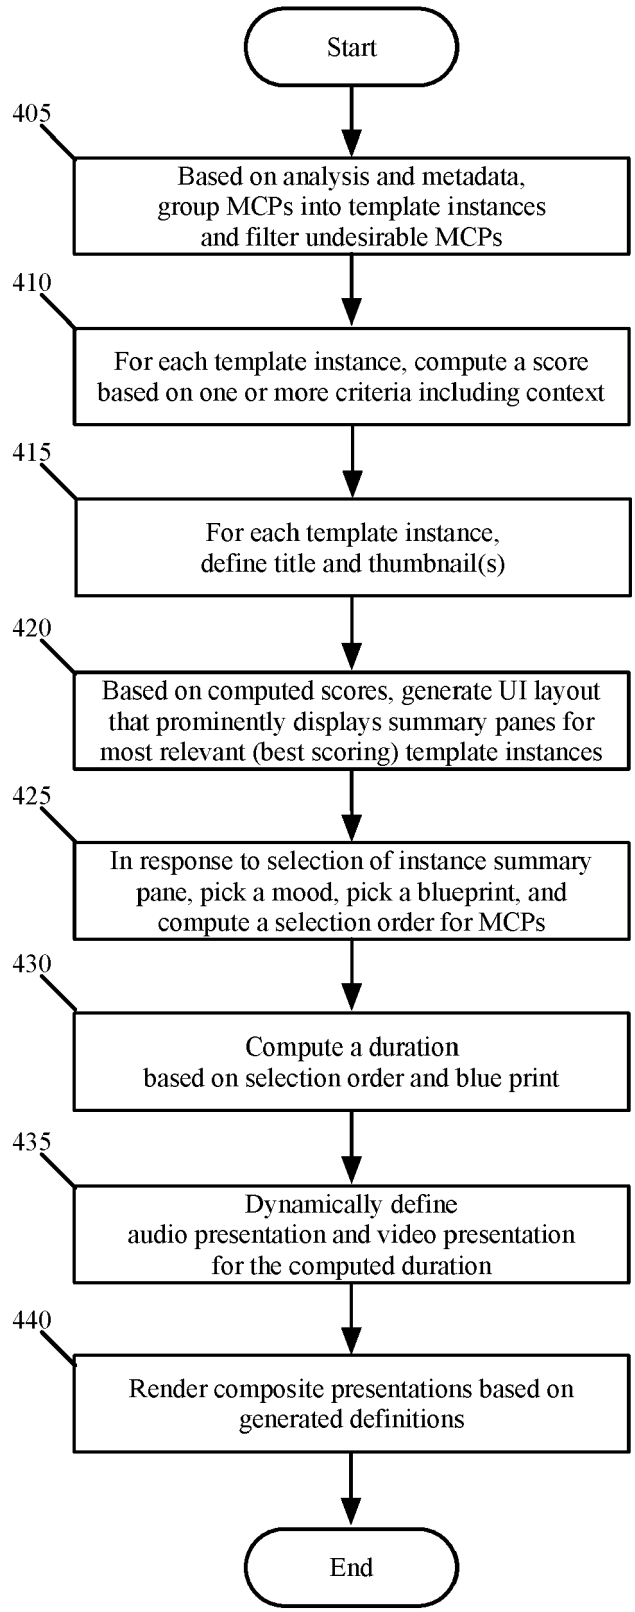 Start
405
Based on analysis and metadata,
group MCPs into template instances
and filter undesirable MCPs
410
For each template instance, compute a score
based on one or more criteria including context
415
For each template instance,
define title and thumbnail(s)
420
Based on computed scores, generate UI layout
that prominently displays summary panes for
most relevant (best scoring) template instances
425
In response to selection of instance summary
pane, pick a mood, pick a blueprint, and
compute a selection order for MCPs
430
Compute a duration
based on selection order and blue print
435
Dynamically define
audio presentation and video presentation
for the computed duration
440
Render composite presentations based on
generated definitions
End